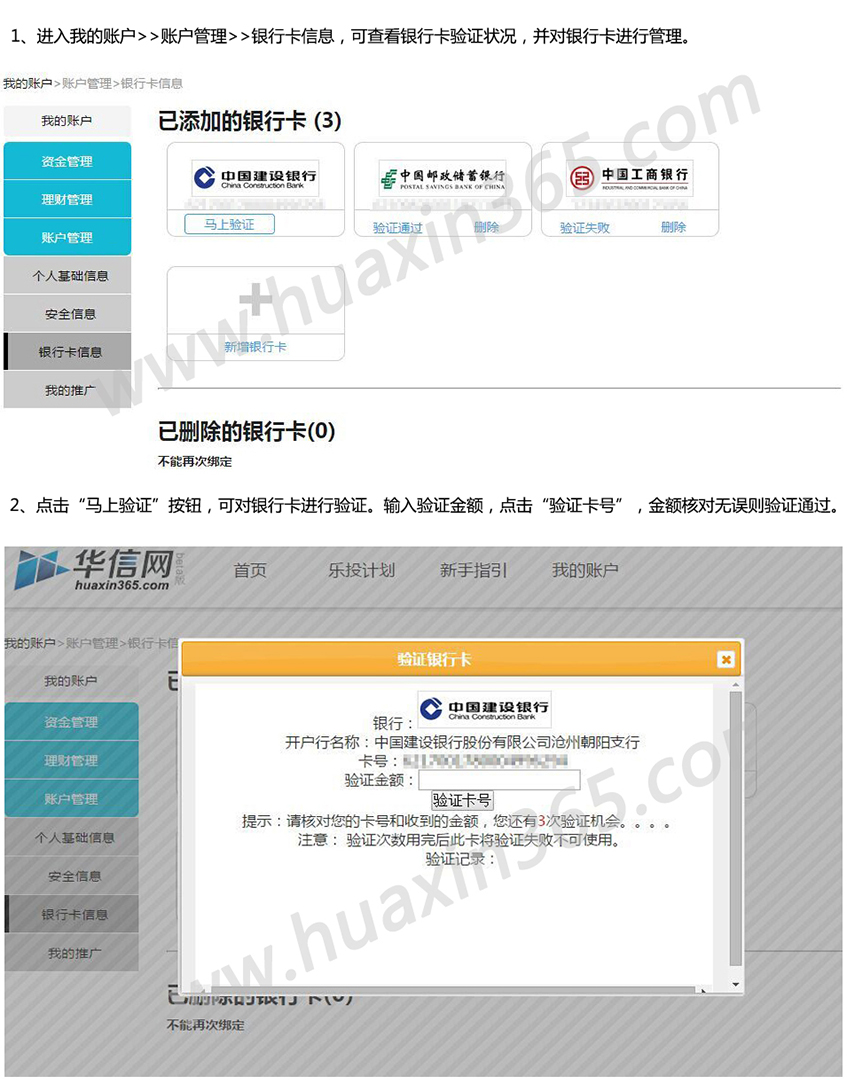 1、进入我的账户>>账户管理>>银行卡信息，可查看银行卡验证状况，并对银行卡进行管理。
我的账户>账户管理>银行卡信息
我的账户
资金管理
理财管理
账户管理
个人基础信息
安全信息
银行卡信息
我的推广
已添加的银行卡 (3)
中国建设银行
China Construction Bank
马上验证
中国邮政储蓄银行
POSTAL SAVINGS BANK OF CHINA
验证通过 删除
中国工商银行
INDUSTRIAL AND COMMERCIAL BANK OF CHINA
验证失败 删除
新增银行卡
已删除的银行卡(0)
不能再次绑定
www.huaxin365.com
2、点击“马上验证”按钮，可对银行卡进行验证。输入验证金额，点击“验证卡号”，金额核对无误则验证通过。
华信网
huaxin365.com
首页 乐投计划 新手指引 我的账户
我的账户>账户管理>银行卡信
我的账户
资金管理
理财管理
账户管理
个人基础信息
安全信息
银行卡信息
我的推广
验证银行卡
中国建设银行
China Construction Bank
银行：
开户行名称：中国建设银行股份有限公司沧州朝阳支行
卡号：
验证金额：
验证卡号
提示：请核对您的卡号和收到的金额，您还有3次验证机会。。。。
注意： 验证次数用完后此卡将验证失败不可使用。
验证记录：
已删除的银行卡(0)
不能再次绑定
www.huaxin365.com